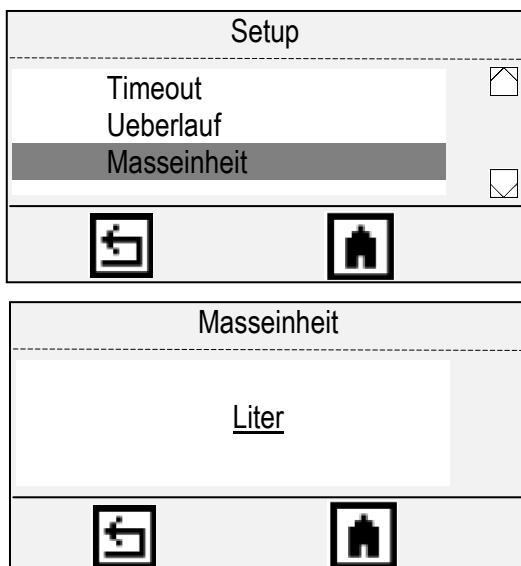 Setup
Timeout
Ueberlauf
Masseinheit
Masseinheit
Liter